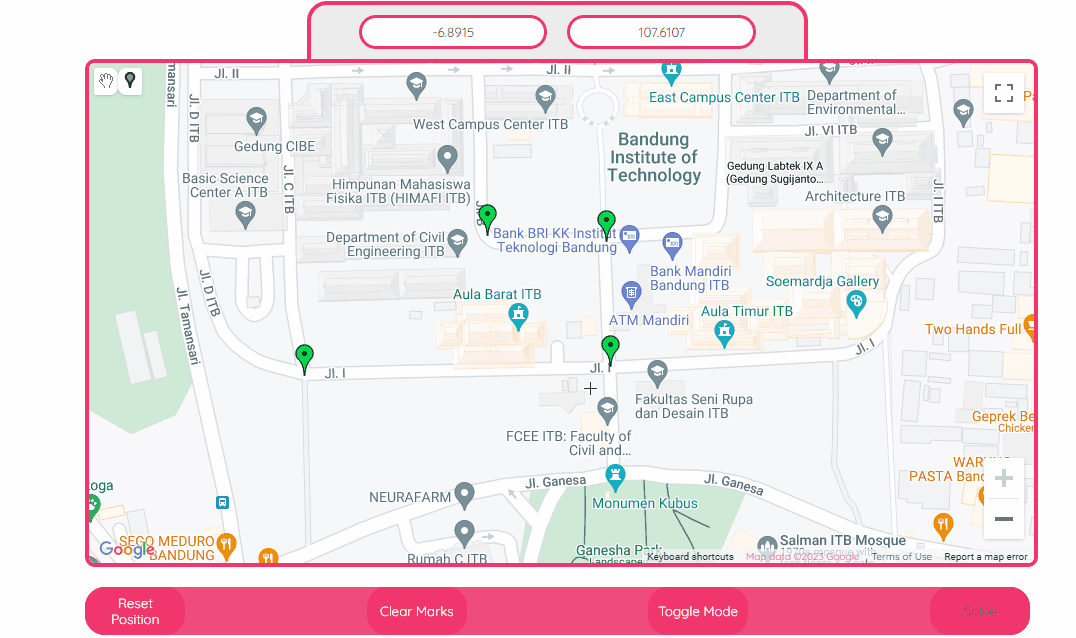 -6.8915
107.6107
Jl. II
Jl. II
East Campus Center ITB
Department of
Environmental...
West Campus Center ITB
Jl. D ITB
Gedung CIBE
Bandung
Institute of
Technology
Jl. VI ITB
Gedung Labtek IX A
(Gedung Sugijanto...
Basic Science
Center A ITB
Jl. C ITB
Himpunan Mahasiswa
Fisika ITB (HIMAFI ITB)
Architecture ITB
Jl. I ITB
Department of Civil
Engineering ITB
Bank BRI KK Institut
Teknologi Bandung
Bank Mandiri
Bandung ITB
Soemardja Gallery
Jl. D ITB
Jl. Tamansari
Aula Barat ITB
ATM Mandiri
Aula Timur ITB
Two Hands Full
Jl. I
Jl. I
Jl. I
Fakultas Seni Rupa
dan Desain ITB
Geprek Be
Chicken
FCEE ITB: Faculty of
Civil and...
WAR
PASTA Band
Jl. Ganesa
Jl. Ganesa
oga
NEURAFARM
Monumen Kubus
SEGO MEDURO
BANDUNG
Google
Rumah C ITB
Ganesha Park
Landscape
Salman ITB Mosque
Keyboard shortcuts
Map data ©2023 Google
Terms of Use
Report a map error
Reset
Position
Clear Marks
Toggle Mode
Solve